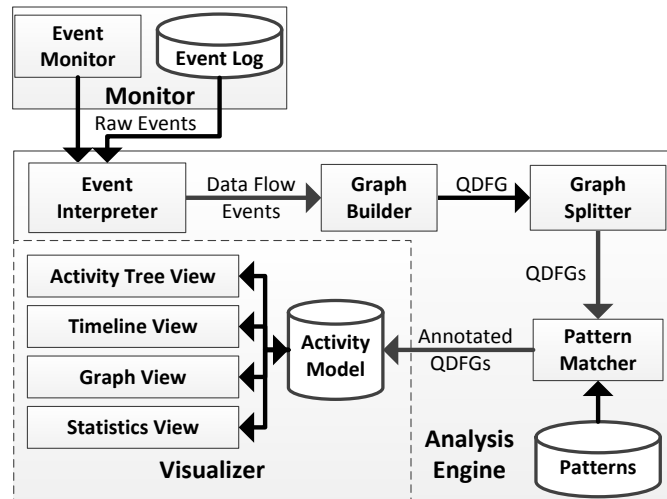 Event
Monitor
Event Log
Monitor
Raw Events
Event
Interpreter
Data Flow
Events
Graph
Builder
QDFG
Graph
Splitter
QDFGs
Activity Tree View
Timeline View
Graph View
Statistics View
Activity
Model
Annotated
QDFGs
Pattern
Matcher
Visualizer
Analysis
Engine
Patterns